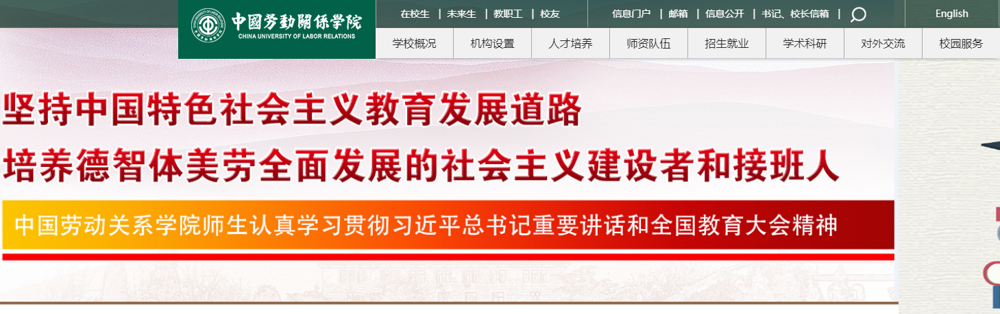 中國劳動關係学院
CHINA UNIVERSITY OF LABOR RELATIONS
在校生 | 未来生 | 教职工 | 校友
信息门户 | 邮箱 | 信息公开 | 书记、校长信箱 |
English
学校概况 机构设置 人才培养 师资队伍 招生就业 学术科研 对外交流 校园服务
坚持中国特色社会主义教育发展道路
培养德智体美劳全面发展的社会主义建设者和接班人
中国劳动关系学院师生认真学习贯彻习近平总书记重要讲话和全国教育大会精神